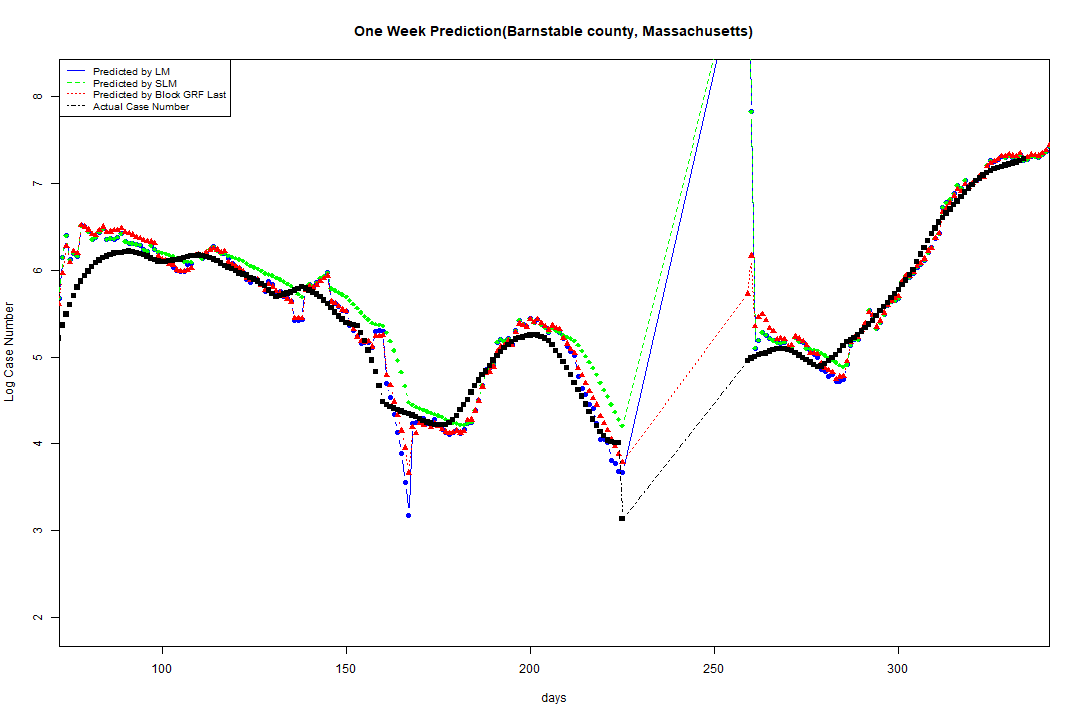 One Week Prediction(Barnstable county, Massachusetts)
Predicted by LM
Predicted by SLM
Predicted by Block GRF Last
Actual Case Number
8
7
6
5
4
3
2
Log Case Number
100 150 200 250 300
days